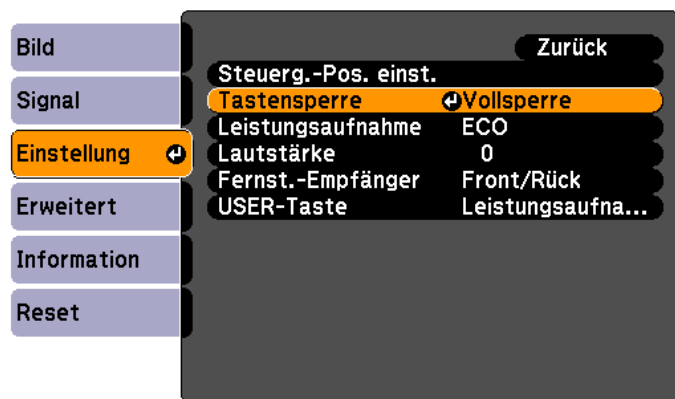 Bild
Signal
Einstellung
Erweitert
Information
Reset
Zurück
Steuerg.-Pos. einst.
Tastensperre Vollsperre
Leistungsaufnahme ECO
Lautstärke 0
Fernst.-Empfänger Front/Rück
USER-Taste Leistungsaufna...